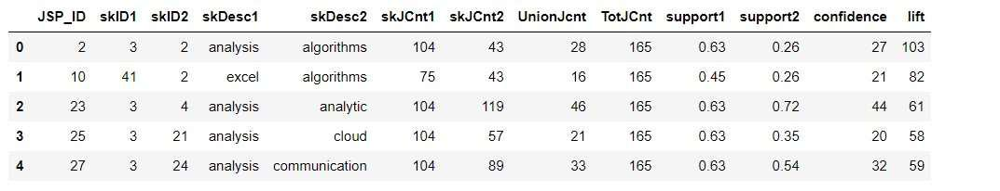 JSP_ID skID1 skID2 skDesc1 skDesc2 skJCnt1 skJCnt2 UnionJcnt TotJCnt support1 support2 confidence lift
0 2 3 2 analysis algorithms 104 43 28 165 0.63 0.26 27 103
1 10 41 2 excel algorithms 75 43 16 165 0.45 0.26 21 82
2 23 3 4 analysis analytic 104 119 46 165 0.63 0.72 44 61
3 25 3 21 analysis cloud 104 57 21 165 0.63 0.35 20 58
4 27 3 24 analysis communication 104 89 33 165 0.63 0.54 32 59